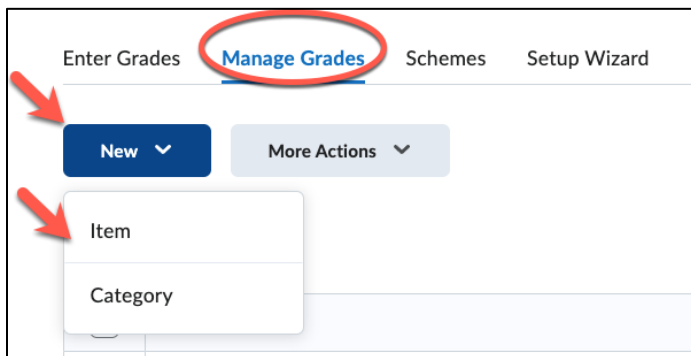 Enter Grades Manage Grades Schemes Setup Wizard
New More Actions
Item
Category